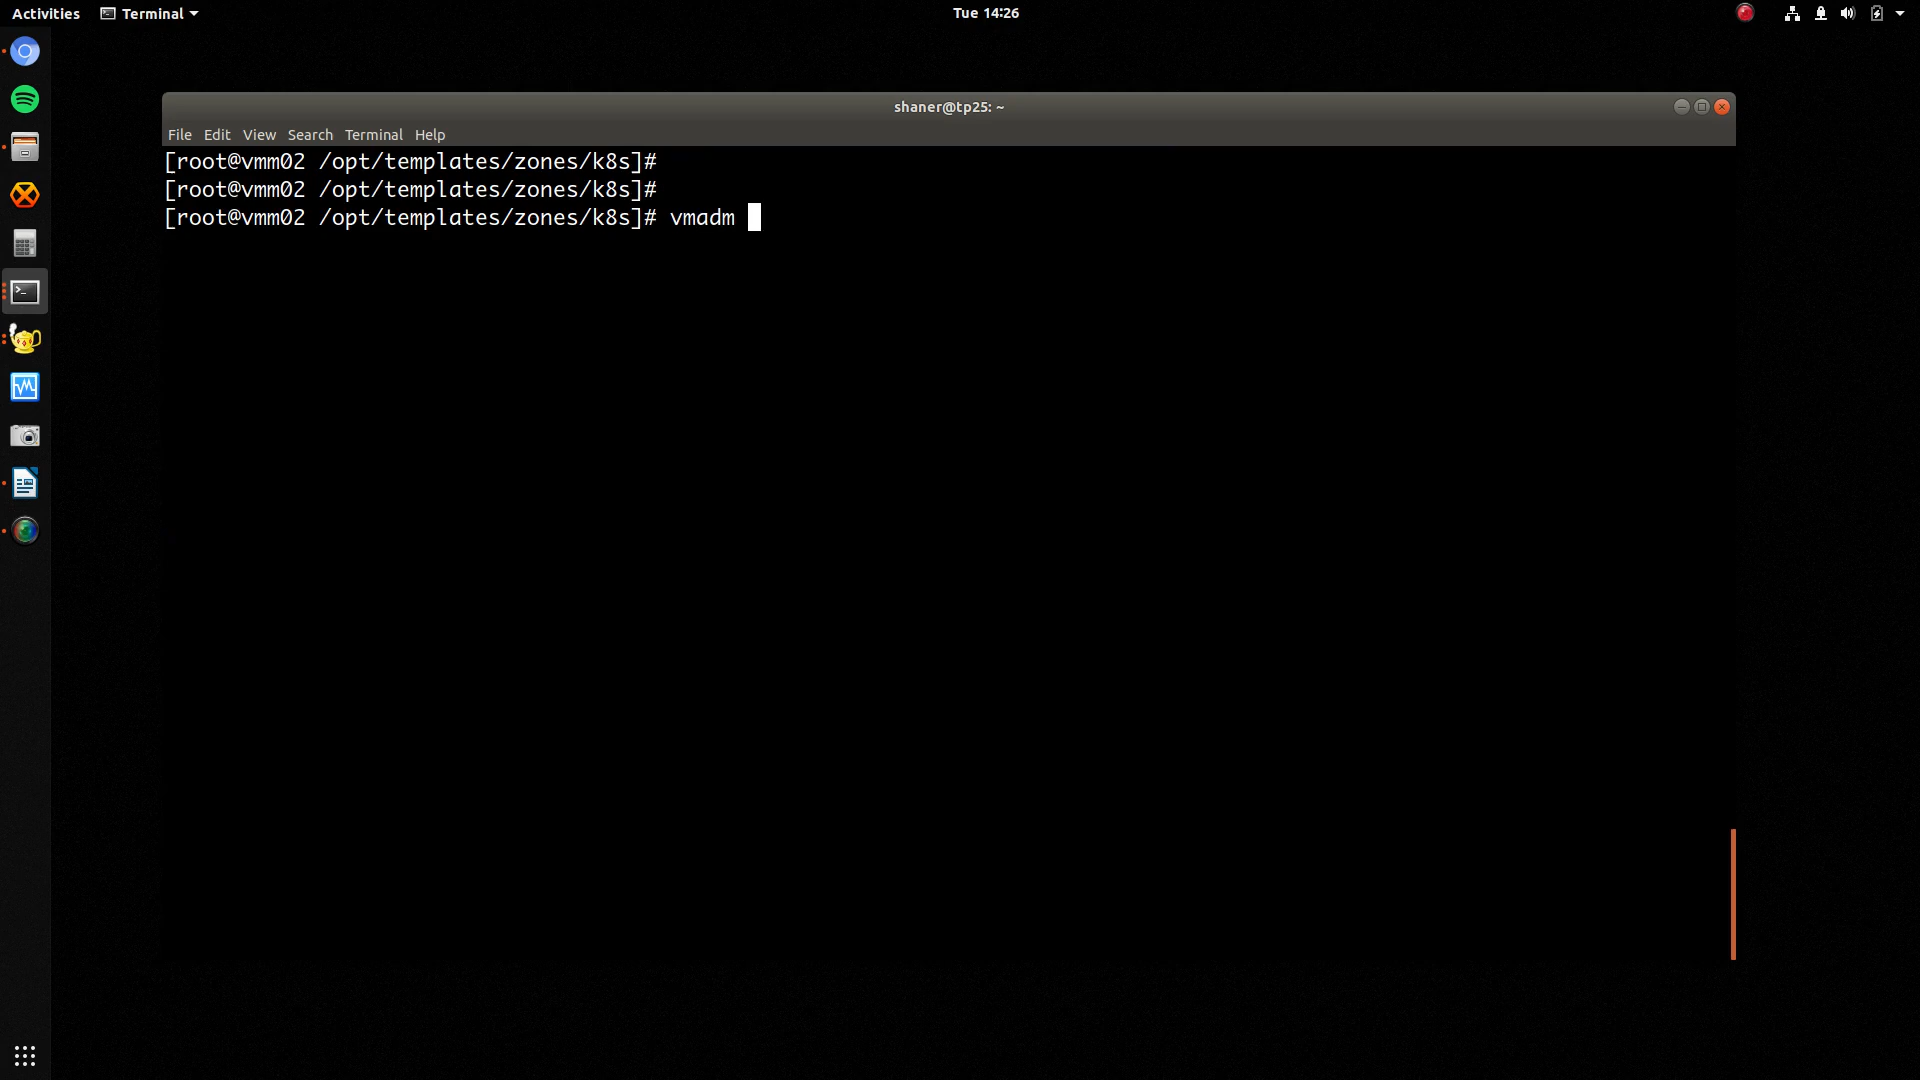 Activities
Terminal
Tue 14:26
shaner@tp25: ~
File Edit View Search Terminal Help
[root@vmm02 /opt/templates/zones/k8s]#
[root@vmm02 /opt/templates/zones/k8s]#
[root@vmm02 /opt/templates/zones/k8s]# vmadm